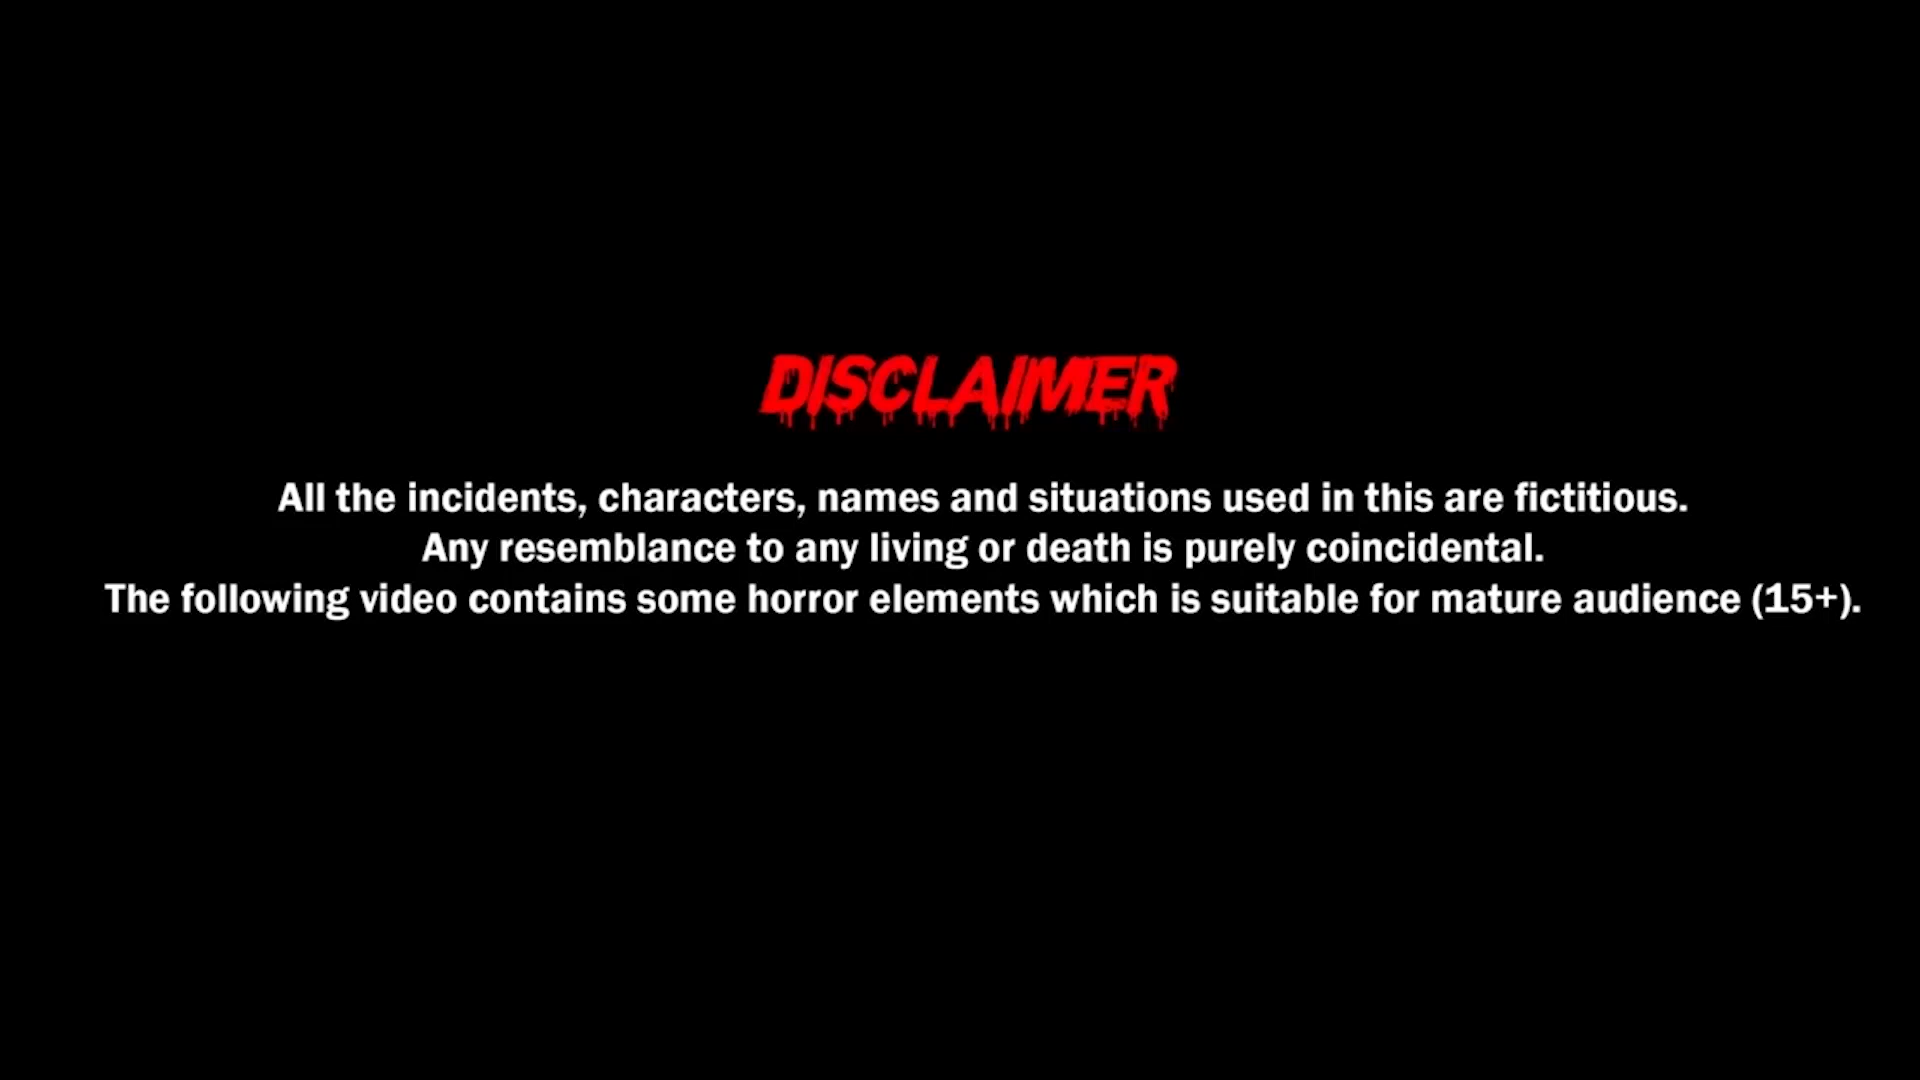 DISCLAIMER
All the incidents, characters, names and situations used in this are fictitious.
Any resemblance to any living or death is purely coincidental.
The following video contains some horror elements which is suitable for mature audience (15+).